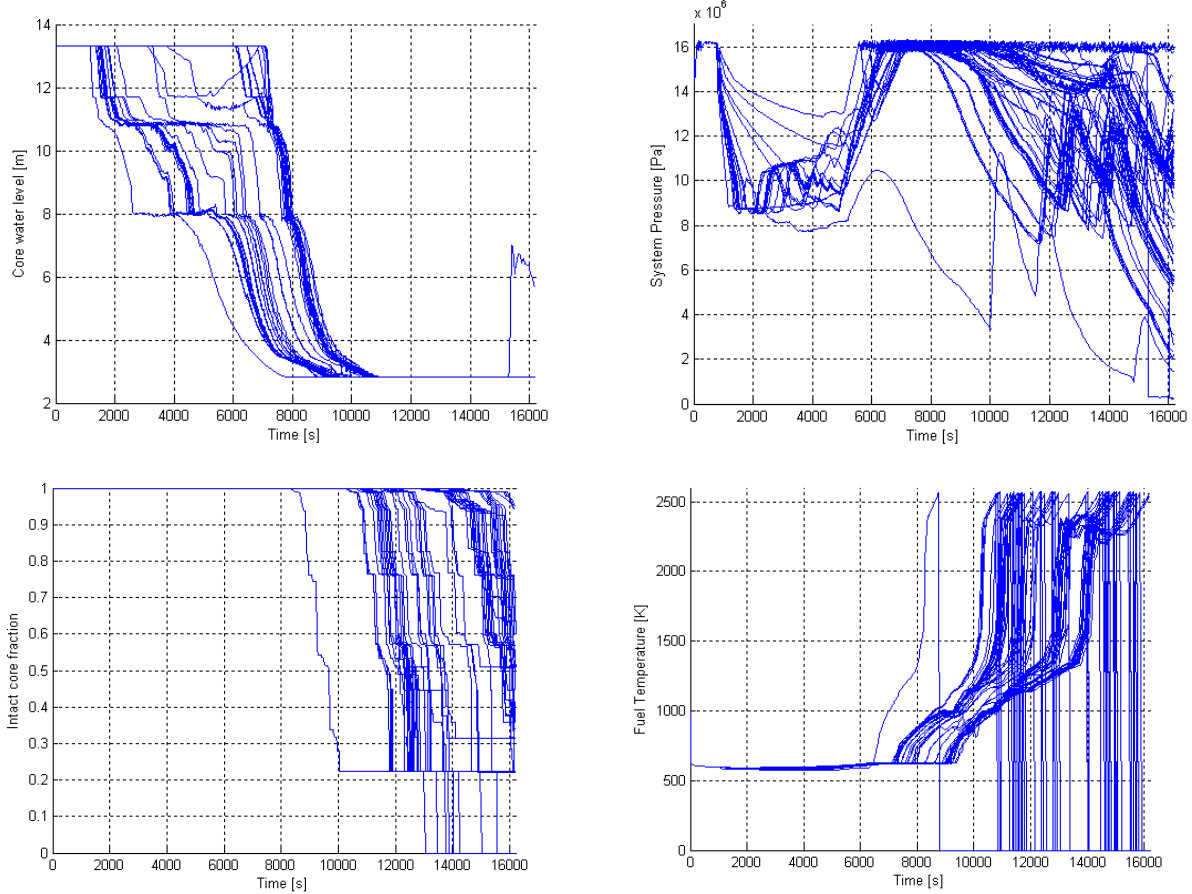 14
12
10
8
6
4
2
Core water level [m]
0 2000 4000 6000 8000 10000 12000 14000 16000
Time [s]
x 10^6
16
14
12
10
8
6
4
2
0
System Pressure [Pa]
0 2000 4000 6000 8000 10000 12000 14000 16000
Time [s]
1
0.9
0.8
0.7
0.6
0.5
0.4
0.3
0.2
0.1
0
Intact core fraction
0 2000 4000 6000 8000 10000 12000 14000 16000
Time [s]
2500
2000
1500
1000
500
0
Fuel Temperature [K]
0 2000 4000 6000 8000 10000 12000 14000 16000
Time [s]